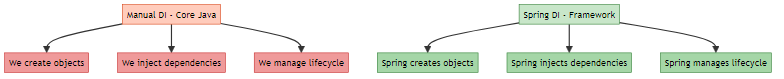 Manual DI - Core Java
We create objects
We inject dependencies
We manage lifecycle
Spring DI - Framework
Spring creates objects
Spring injects dependencies
Spring manages lifecycle